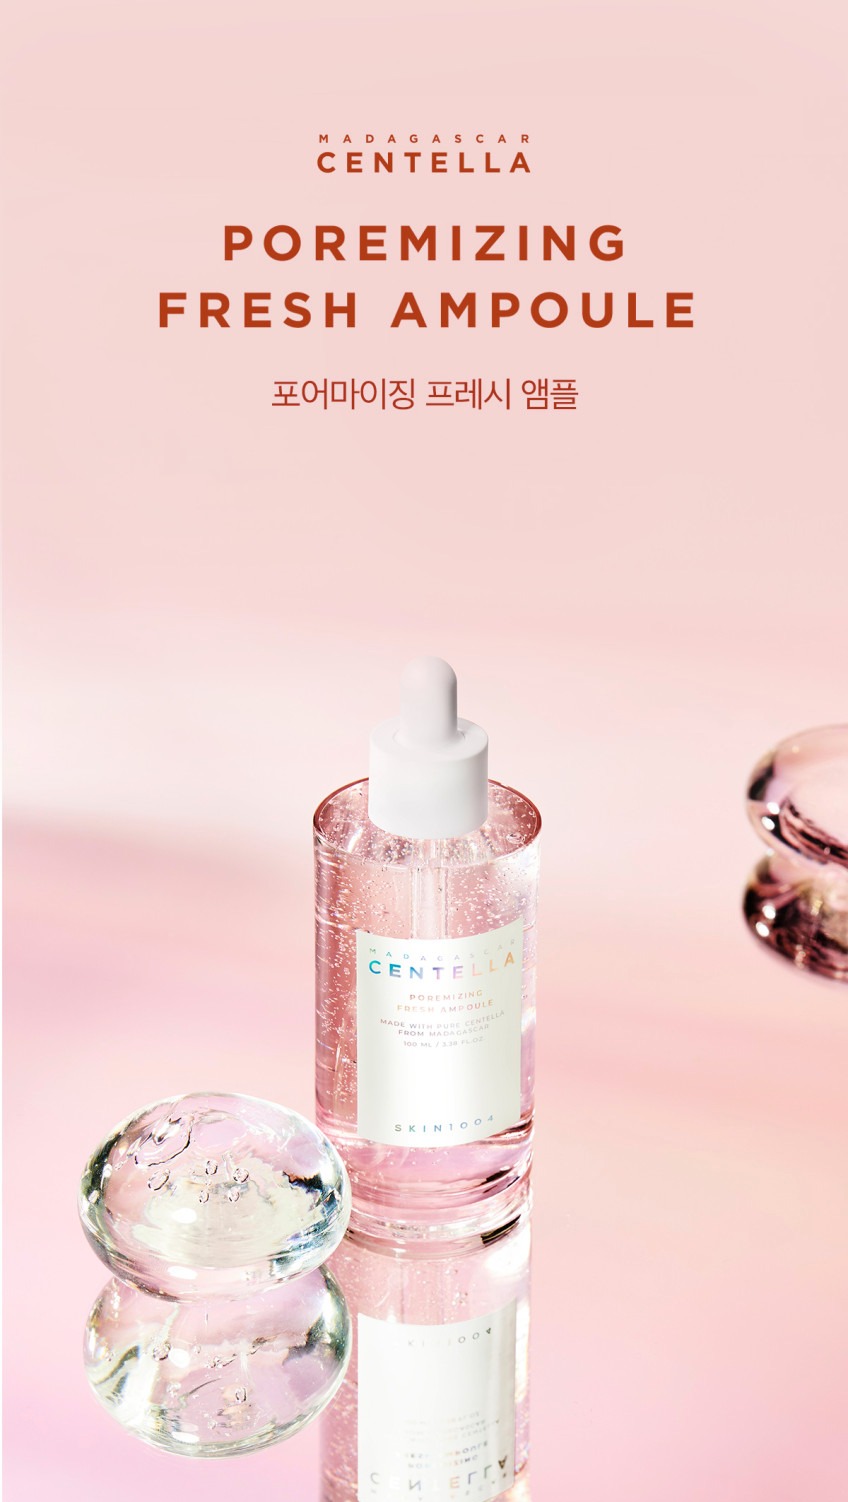 MADAGASCAR
CENTELLA
POREMIZING
FRESH AMPOULE
포어마이징 프레시 앰플
MADAGASCAR
CENTELLA
POREMIZING
FRESH AMPOULE
MADE WITH PURE CENTELLA
FROM MADAGASCAR
100 ML / 3.38 FL.OZ
SKIN1004